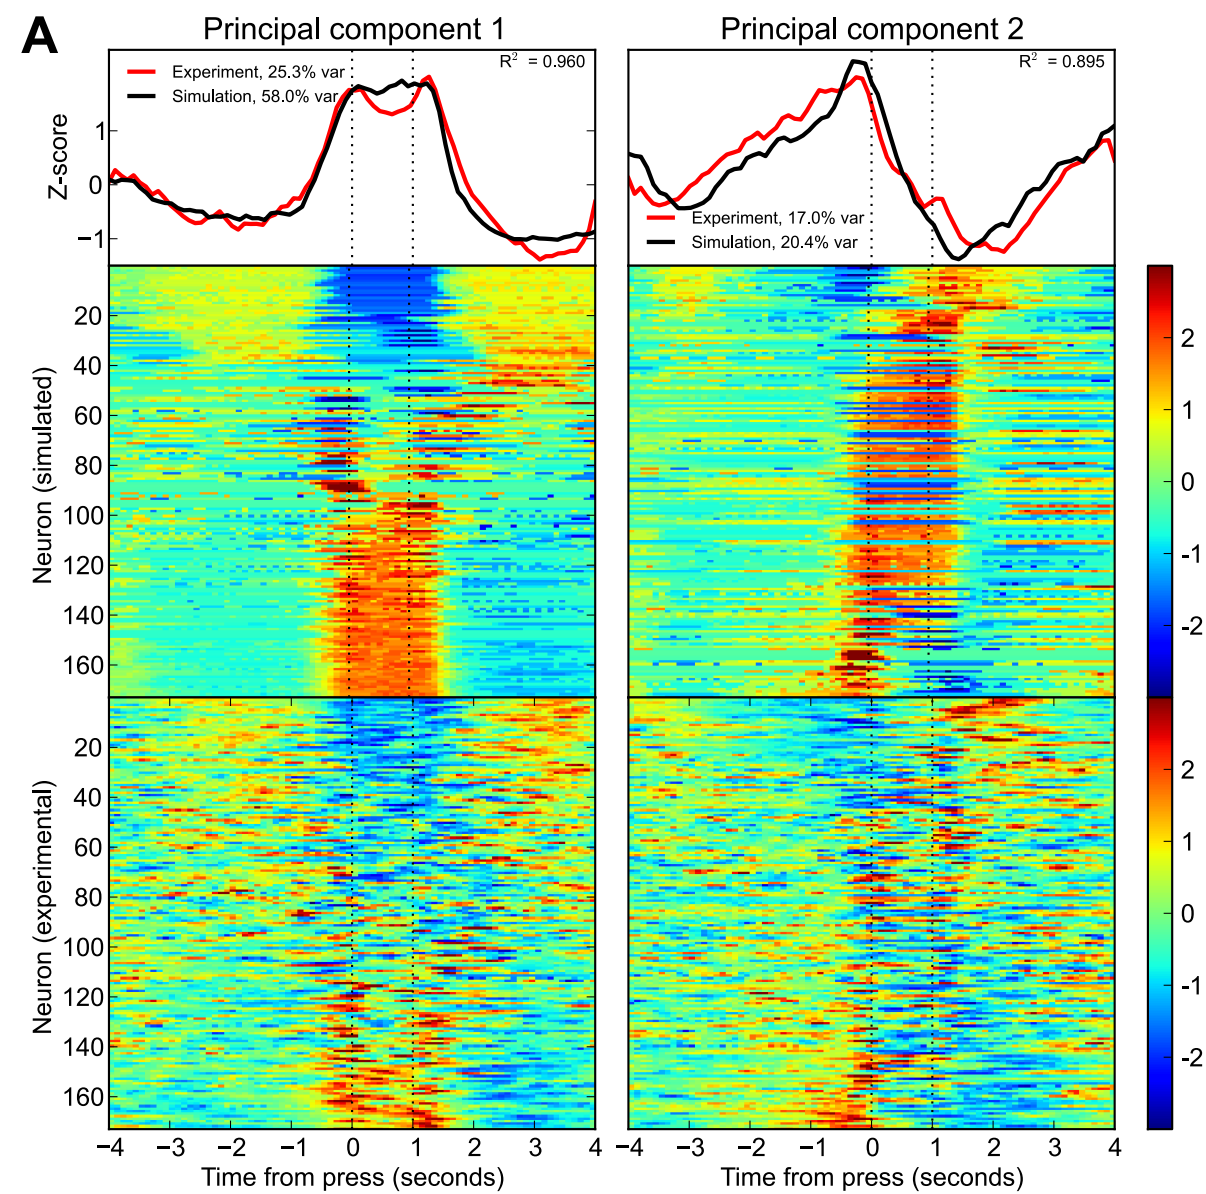 A
Principal component 1
Principal component 2
Experiment, 25.3% var
Simulation, 58.0% var
R² = 0.960
Z-score
1
0
−1
R² = 0.895
Experiment, 17.0% var
Simulation, 20.4% var
Neuron (simulated)
20
40
60
80
100
120
140
160
2
1
0
-1
-2
Neuron (experimental)
20
40
60
80
100
120
140
160
2
1
0
-1
-2
−4 −3 −2 −1 0 1 2 3 4
−4 −3 −2 −1 0 1 2 3 4
Time from press (seconds)
Time from press (seconds)